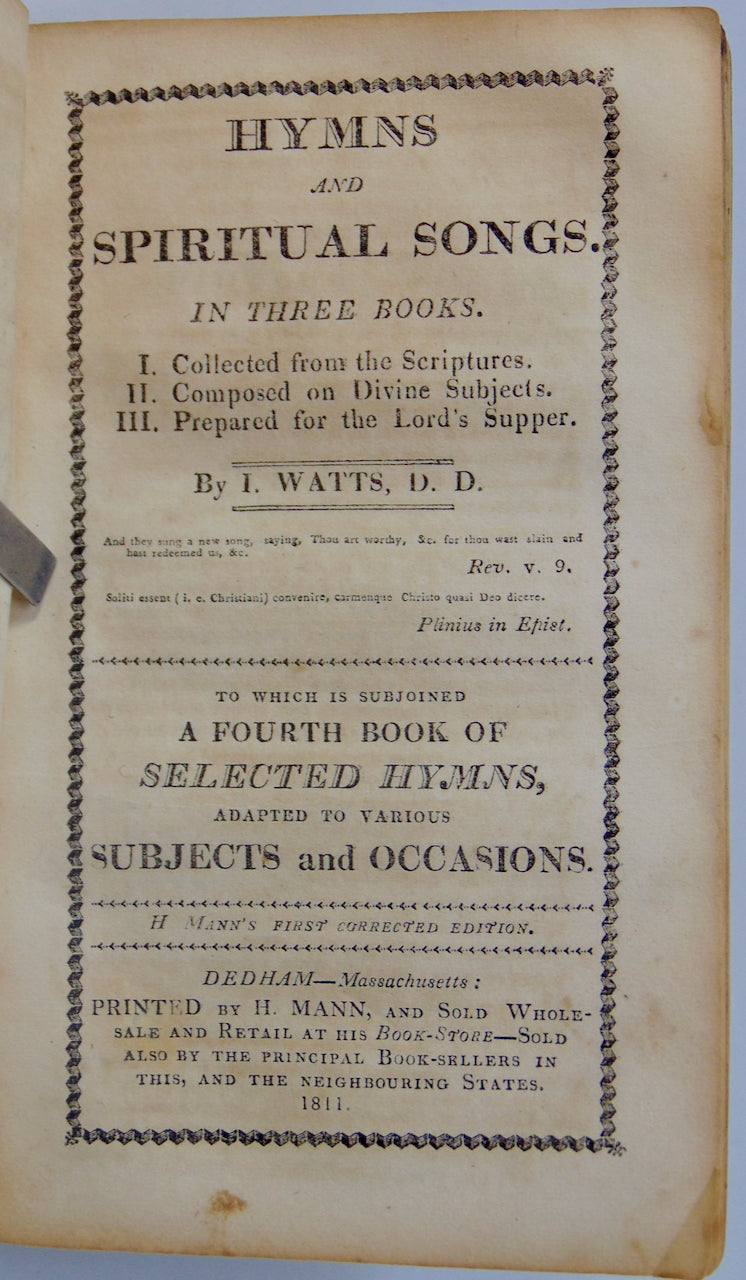 HYMNS
AND
SPIRITUAL SONGS.
IN THREE BOOKS.
I. Collected from the Scriptures.
II. Composed on Divine Subjects.
III. Prepared for the Lord's Supper.
By I. WATTS, D. D.
And they sung a new song, saying, Thou art worthy, &c. for thou wast slain and
hast redeemed us, &c.
Rev. v. 9.
Soliti essent ( i. e. Christiani) convenire, carmenque Christo quasi Deo dicere.
Plinius in Epist.
TO WHICH IS SUBJOINED
A FOURTH BOOK OF
SELECTED HYMNS,
ADAPTED TO VARIOUS
SUBJECTS and OCCASIONS.
H MANN'S FIRST CORRECTED EDITION.
DEDHAM—Massachusetts :
PRINTED BY H. MANN, AND SOLD WHOLE-
SALE AND RETAIL AT HIS BOOK-STORE—SOLD
ALSO BY THE PRINCIPAL BOOK-SELLERS IN
THIS, AND THE NEIGHBOURING STATES.
1811.